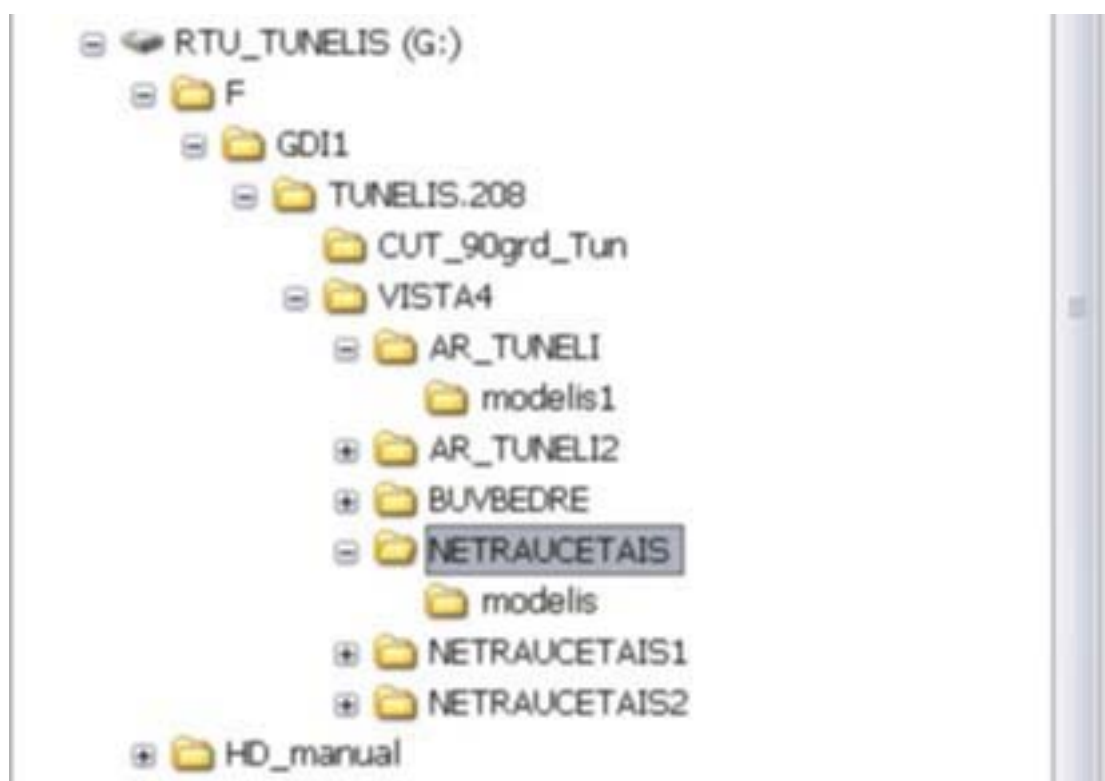 RTU_TUNELIS (G:)
F
GDI1
TUNELIS.208
CUT_90grd_Tun
VISTA4
AR_TUNELI
modelis1
AR_TUNELI2
BUVBEDRE
NETRAUCETAIS
modelis
NETRAUCETAIS1
NETRAUCETAIS2
HD_manual